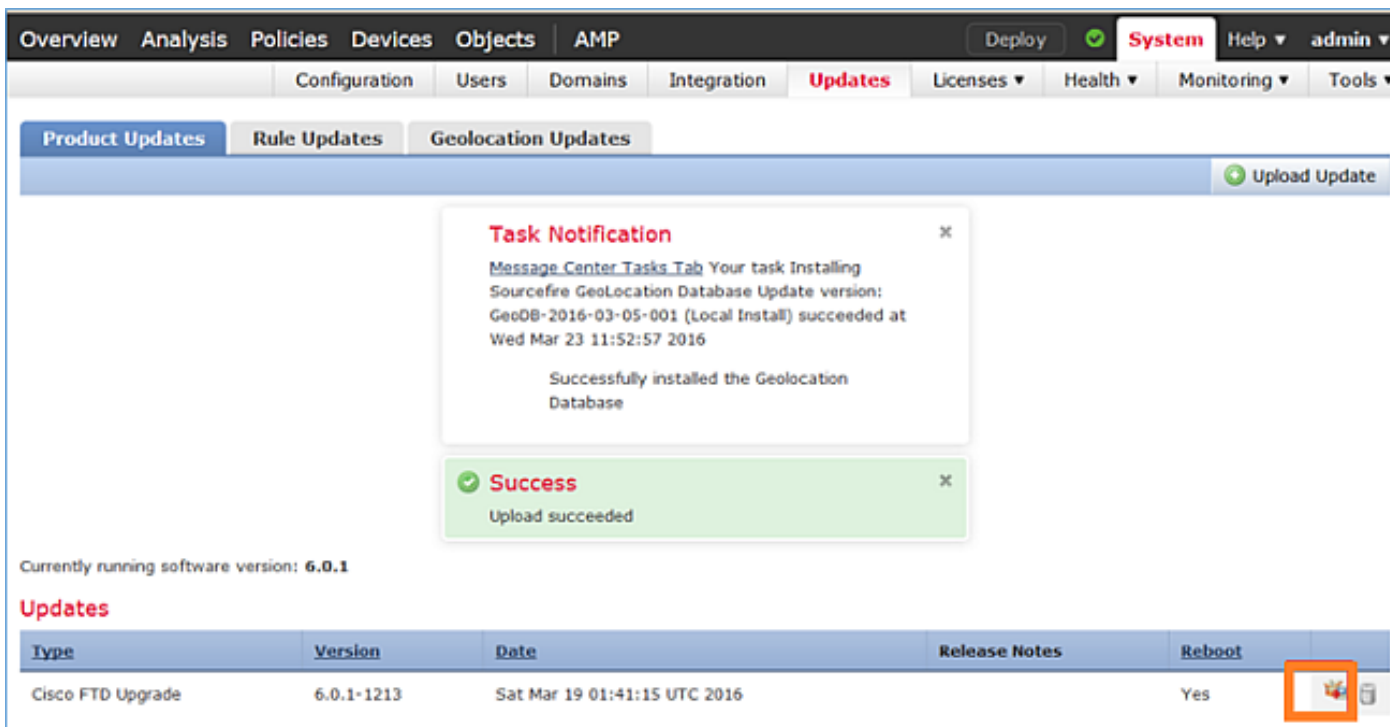 Overview Analysis Policies Devices Objects AMP Deploy System Help ▾ admin ▾
Configuration Users Domains Integration Updates Licenses ▾ Health ▾ Monitoring ▾ Tools ▾
Product Updates Rule Updates Geolocation Updates
Upload Update
Task Notification
Message Center Tasks Tab Your task Installing
Sourcefire GeoLocation Database Update version:
GeoDB-2016-03-05-001 (Local Install) succeeded at
Wed Mar 23 11:52:57 2016
Successfully installed the Geolocation
Database
Success
Upload succeeded
Currently running software version: 6.0.1
Updates
Type Version Date Release Notes Reboot
Cisco FTD Upgrade 6.0.1-1213 Sat Mar 19 01:41:15 UTC 2016 Yes